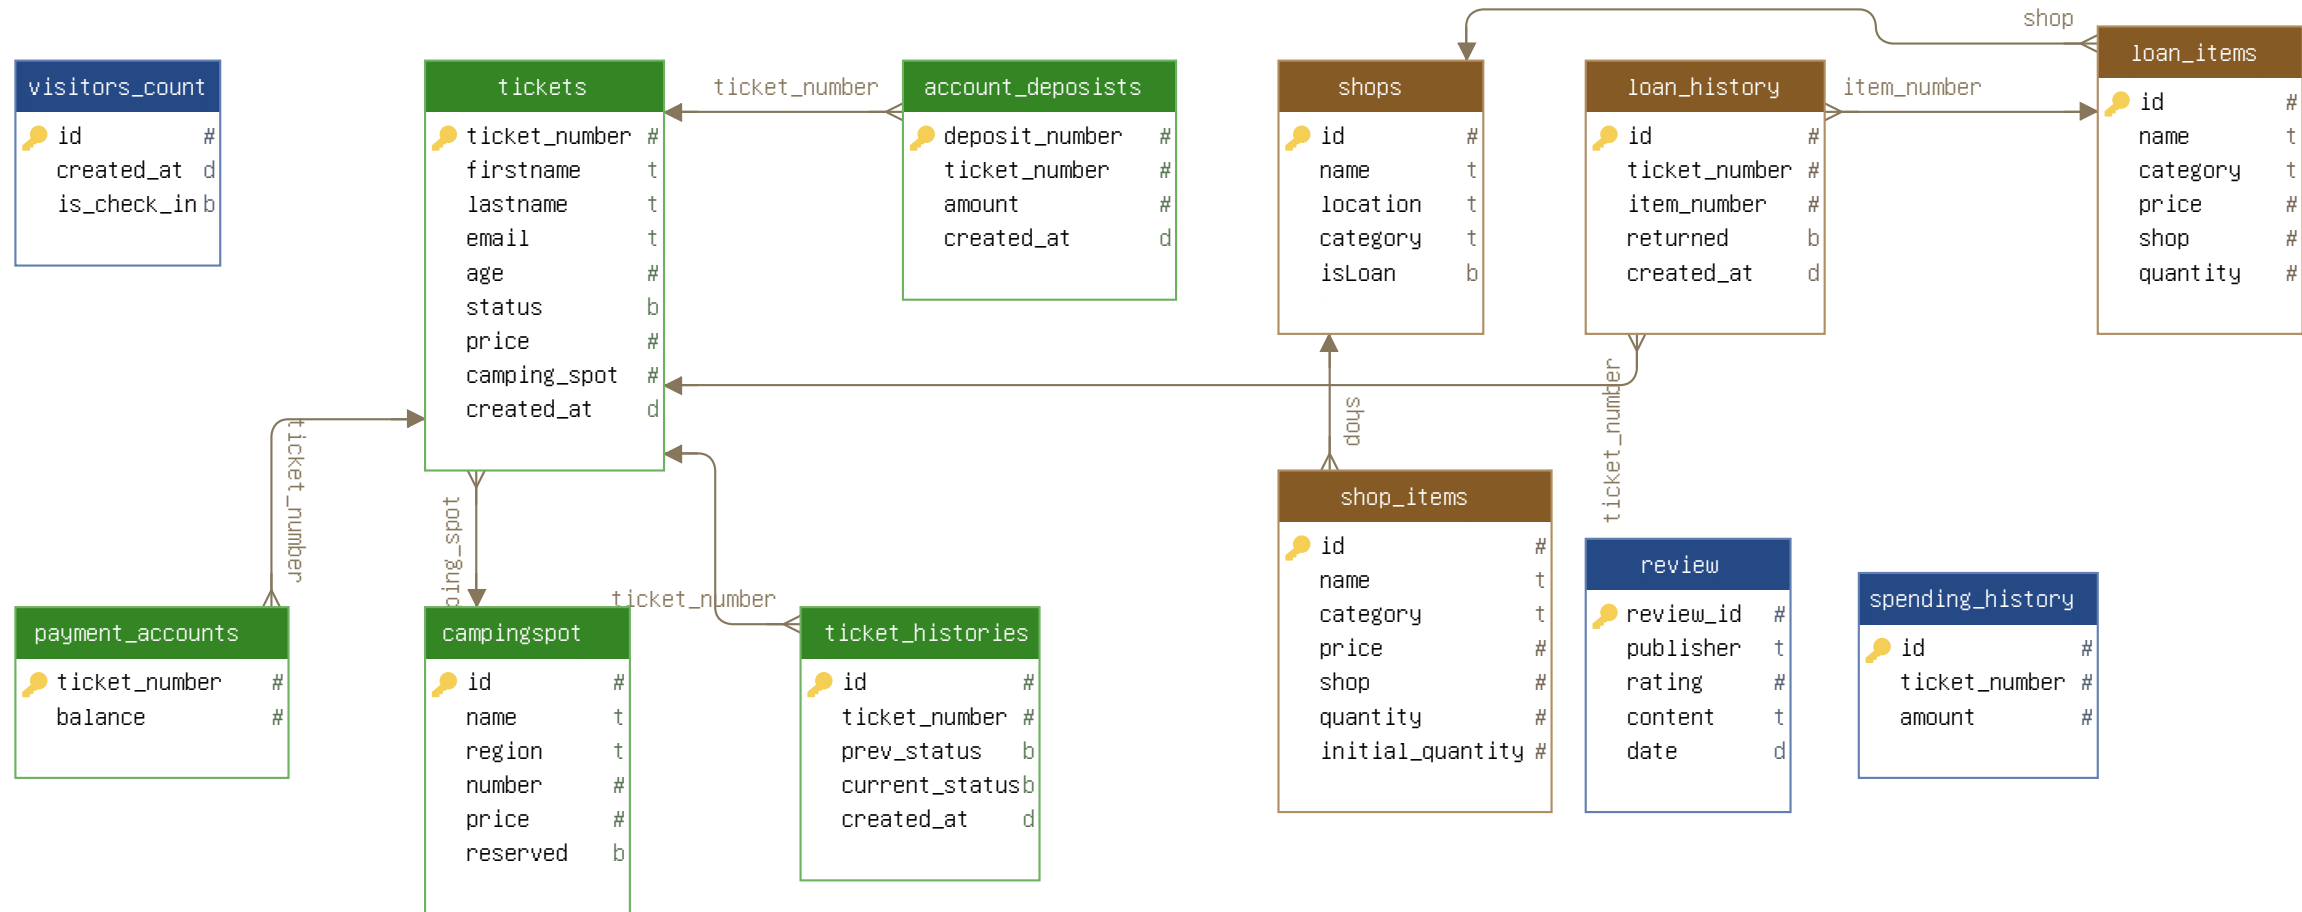 visitors_count
id #
created_at d
is_check_in b
tickets
ticket_number #
firstname t
lastname t
email t
age #
status b
price #
camping_spot #
created_at d
ticket_number
account_deposists
deposit_number #
ticket_number #
amount #
created_at d
shops
id #
name t
location t
category t
isLoan b
loan_history
id #
ticket_number #
item_number #
returned b
created_at d
item_number
shop
loan_items
id #
name t
category t
price #
shop #
quantity #
ticket_number
payment_accounts
ticket_number #
balance #
ping_spot
campingspot
id #
name t
region t
number #
price #
reserved b
ticket_number
ticket_histories
id #
ticket_number #
prev_status b
current_status b
created_at d
shop
shop_items
id #
name t
category t
price #
shop #
quantity #
initial_quantity #
ticket_number
review
review_id #
publisher t
rating #
content t
date d
spending_history
id #
ticket_number #
amount #